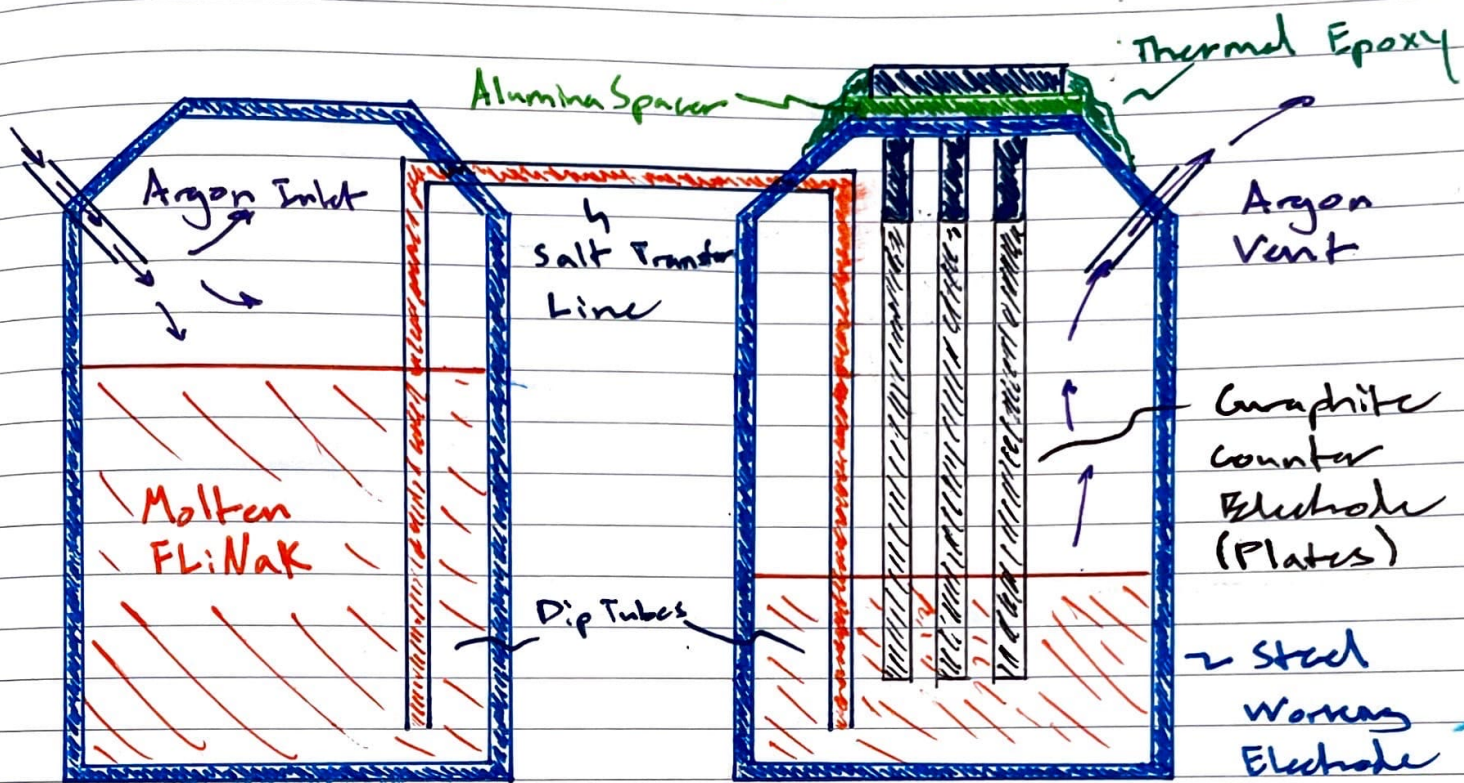 Thermal Epoxy
Alumina Spacer
Argon Inlet
Argon
Vent
Salt Transfer
Line
Graphite
Counter
Electrode
(Plates)
Molten
FLiNaK
Dip Tubes
Steel
Working
Electrode